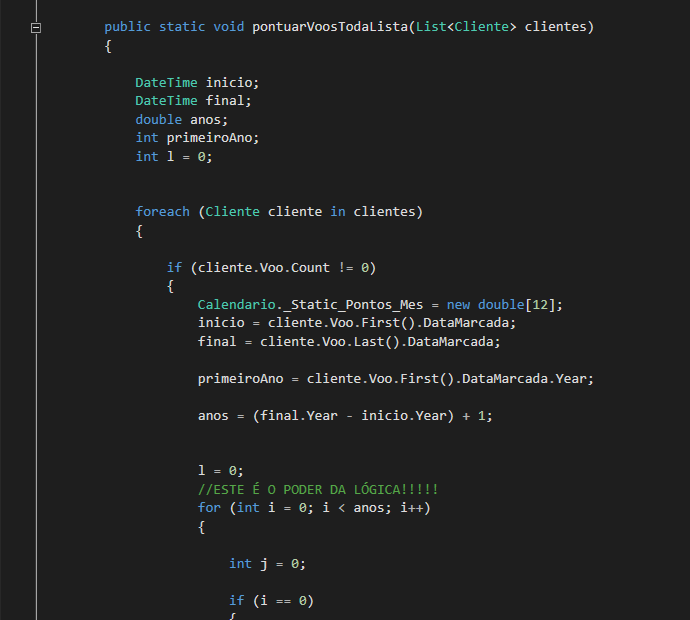 public static void pontuarVoosTodaLista(List<Cliente> clientes)
{
DateTime inicio;
DateTime final;
double anos;
int primeiroAno;
int l = 0;
foreach (Cliente cliente in clientes)
{
if (cliente.Voo.Count != 0)
{
Calendario._Static_Pontos_Mes = new double[12];
inicio = cliente.Voo.First().DataMarcada;
final = cliente.Voo.Last().DataMarcada;
primeiroAno = cliente.Voo.First().DataMarcada.Year;
anos = (final.Year - inicio.Year) + 1;
l = 0;
//ESTE É O PODER DA LÓGICA!!!!!
for (int i = 0; i < anos; i++)
{
int j = 0;
if (i == 0)
{